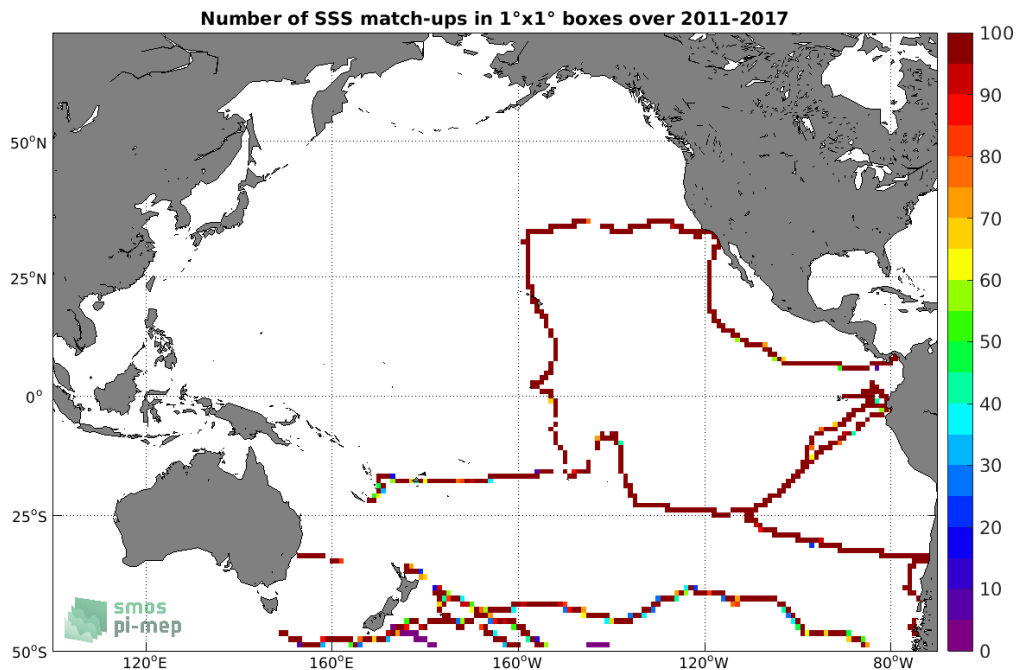 Number of SSS match-ups in 1°x1° boxes over 2011-2017
100
90
80
70
60
50
40
30
20
10
0
50°N
25°N
0°
25°S
50°S
120°E
160°E
160°W
120°W
80°W
smos
pi-mep